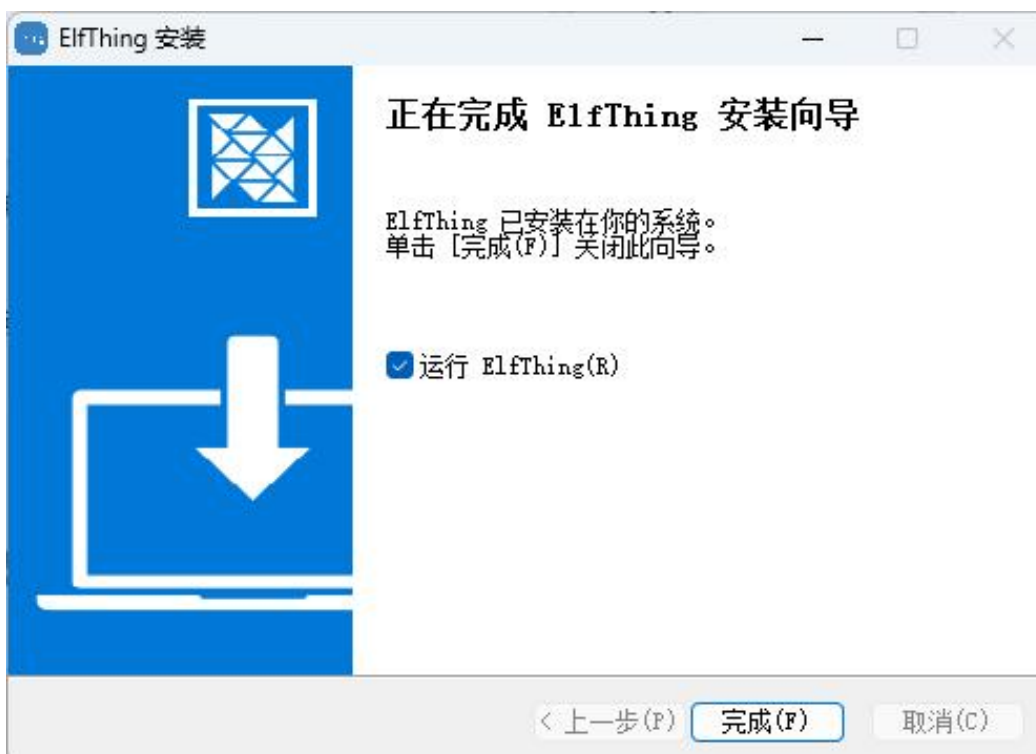 ElfThing 安装
正在完成 ElfThing 安装向导
ElfThing 已安装在你的系统。
单击 [完成(F)] 关闭此向导。
运行 ElfThing(R)
< 上一步(P)
完成(F)
取消(C)